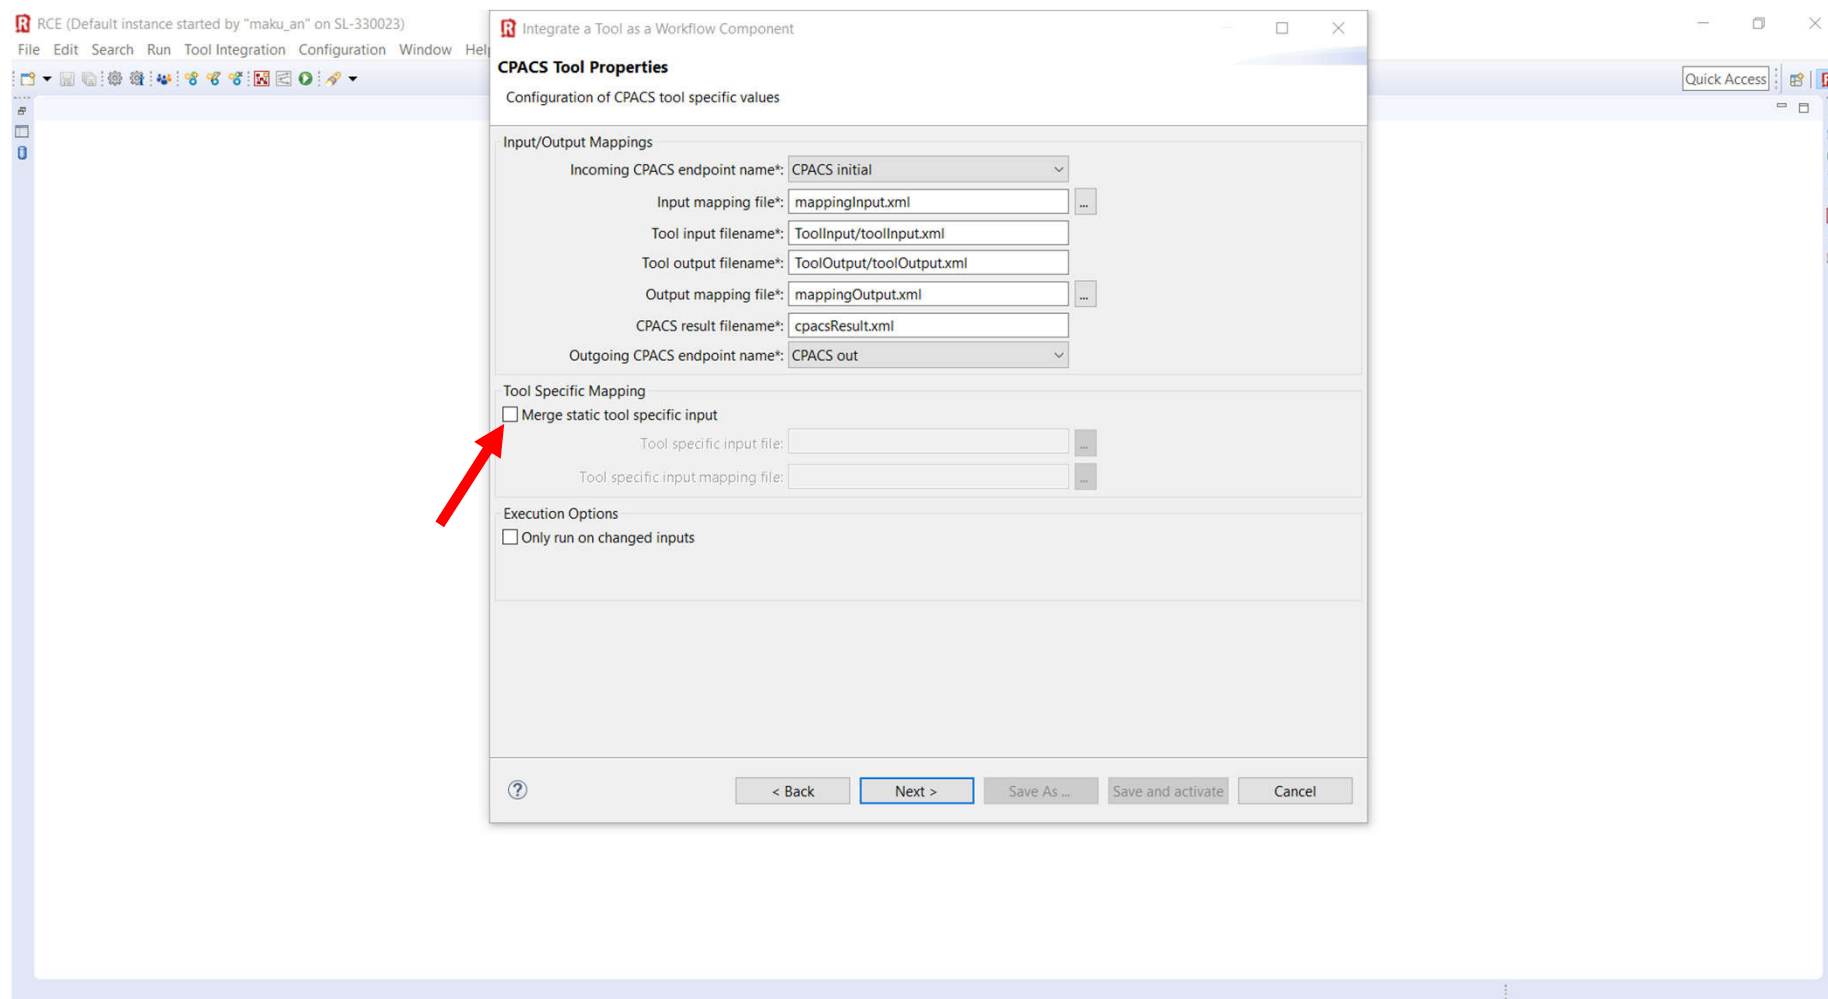 RCE (Default instance started by "maku_an" on SL-330023)
File Edit Search Run Tool Integration Configuration Window Help
Quick Access
Integrate a Tool as a Workflow Component
CPACS Tool Properties
Configuration of CPACS tool specific values
Input/Output Mappings
Incoming CPACS endpoint name*: CPACS initial
Input mapping file*: mappingInput.xml ...
Tool input filename*: ToolInput/toolInput.xml
Tool output filename*: ToolOutput/toolOutput.xml
Output mapping file*: mappingOutput.xml ...
CPACS result filename*: cpacsResult.xml
Outgoing CPACS endpoint name*: CPACS out
Tool Specific Mapping
Merge static tool specific input
Tool specific input file: ...
Tool specific input mapping file: ...
Execution Options
Only run on changed inputs
< Back Next > Save As ... Save and activate Cancel